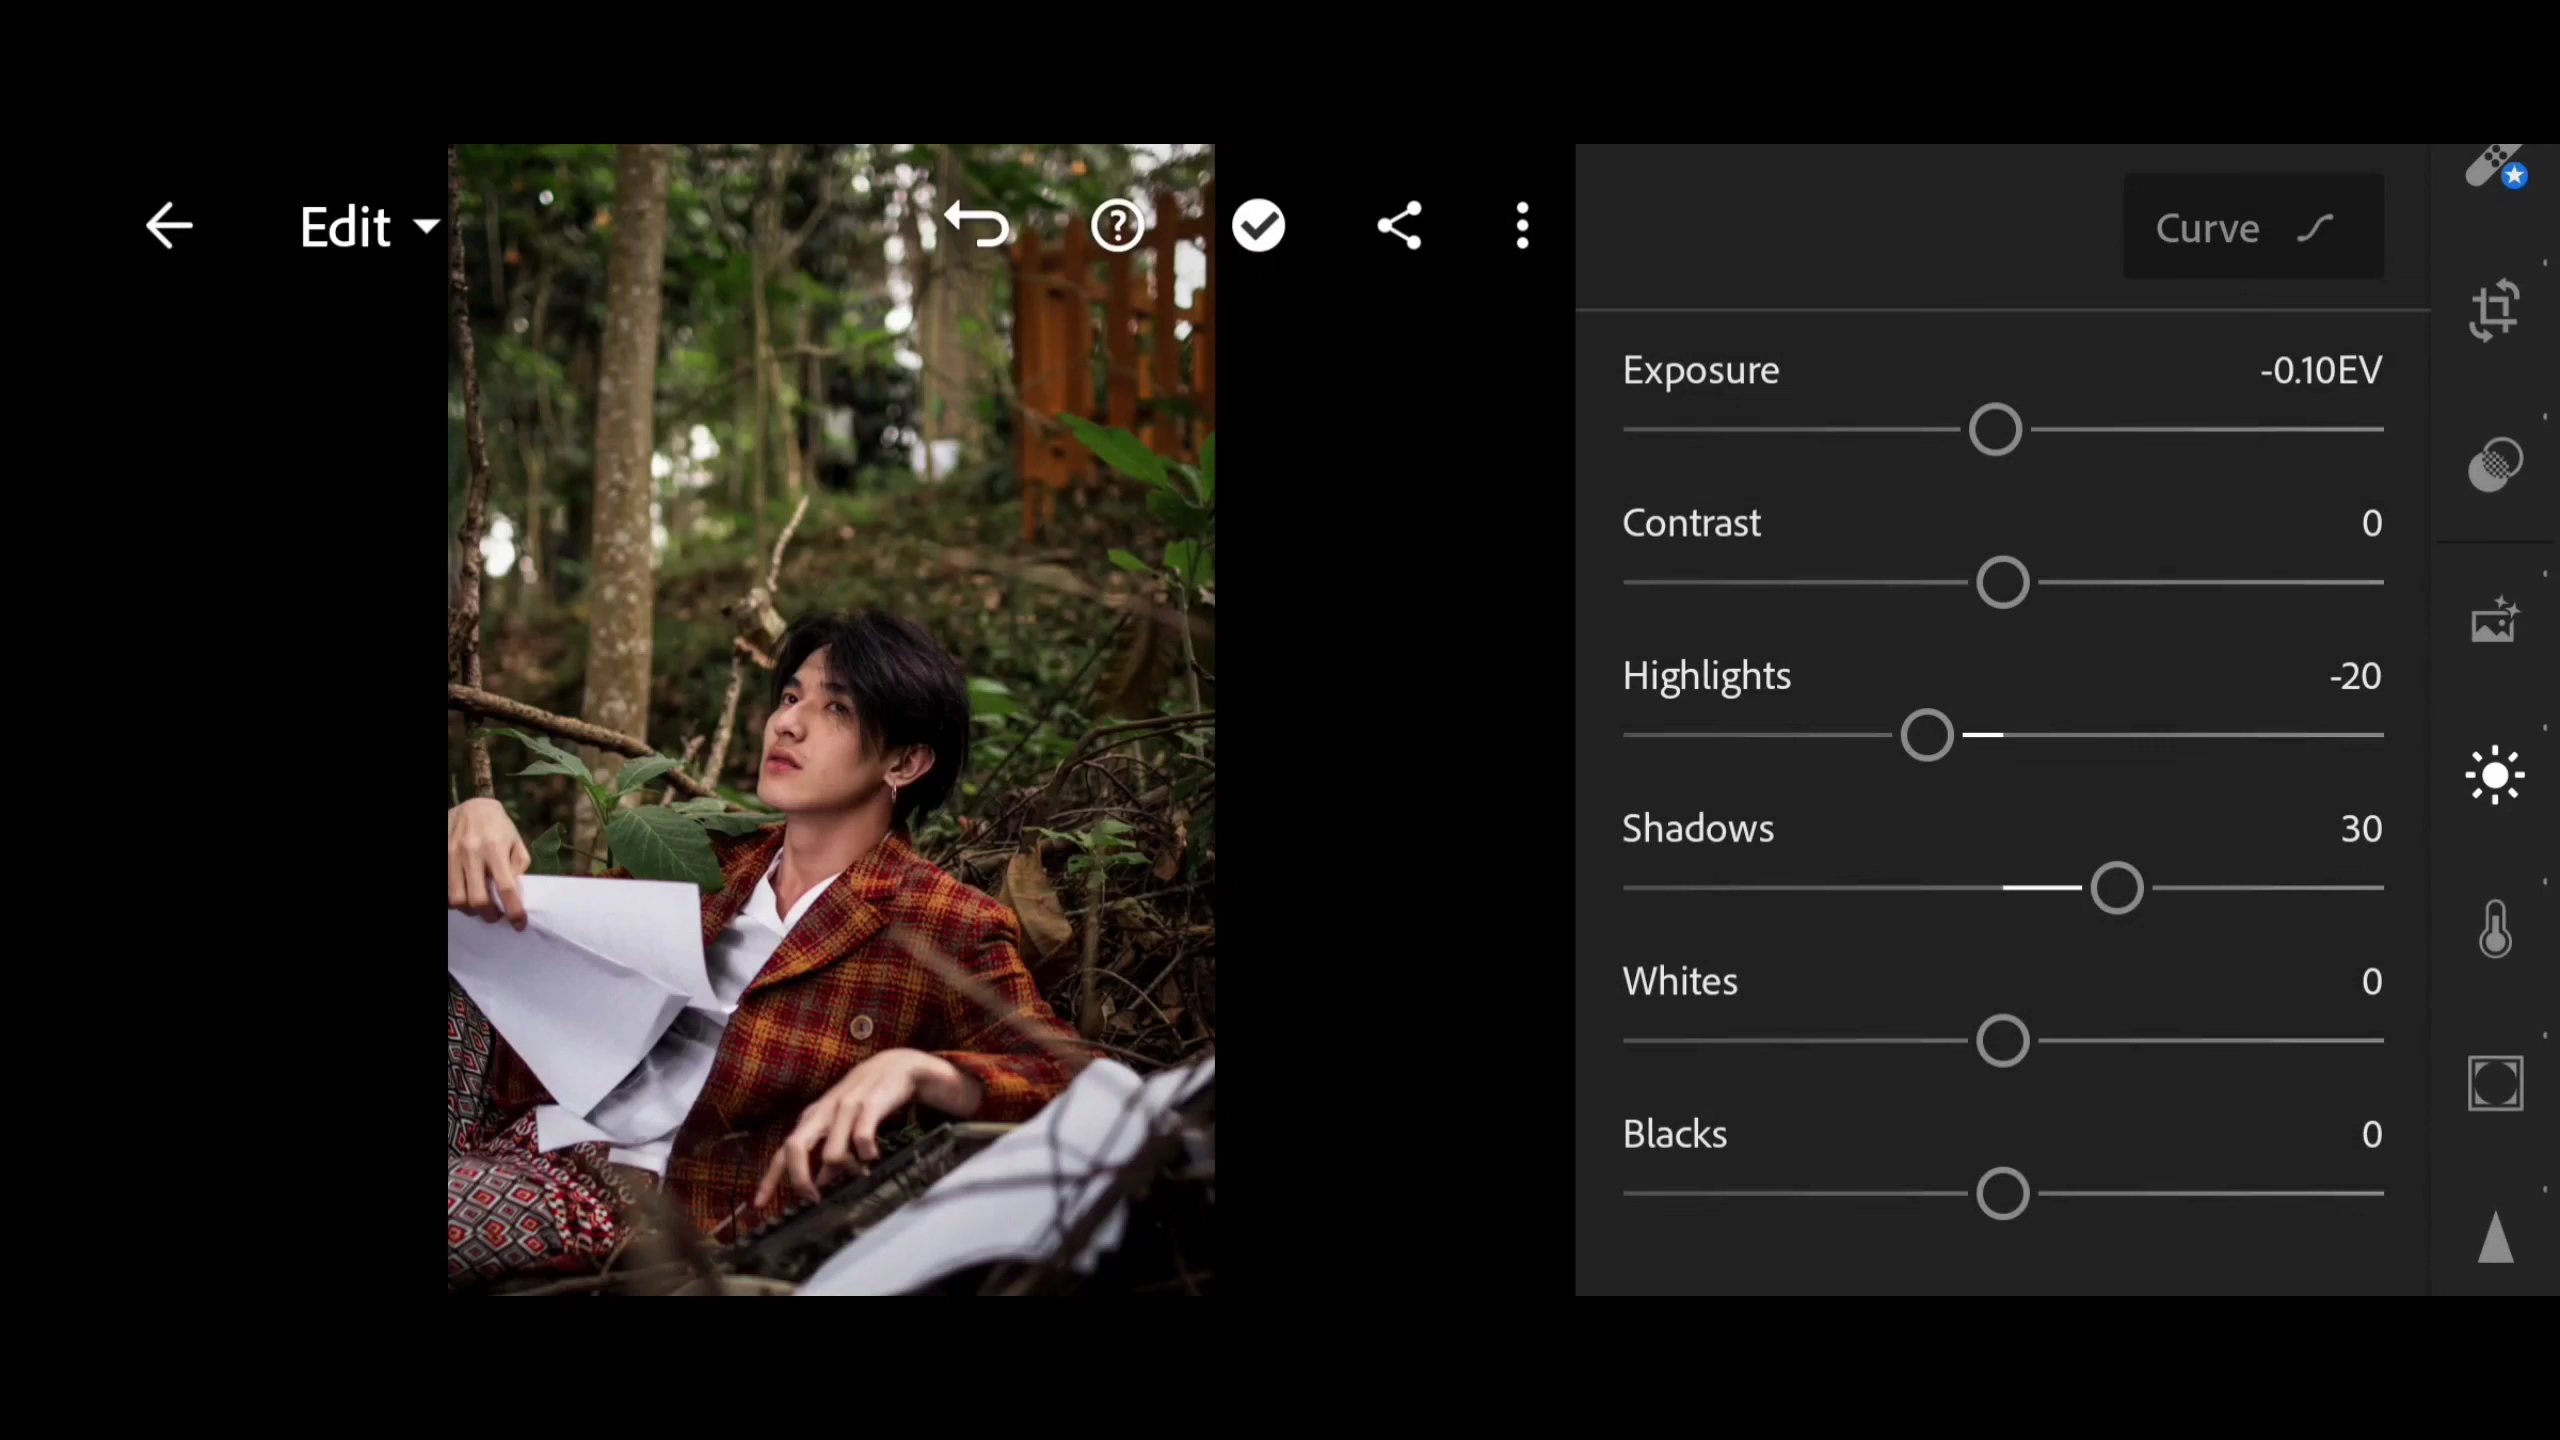 Edit
?
Curve
Exposure -0.10EV
Contrast 0
Highlights -20
Shadows 30
Whites 0
Blacks 0